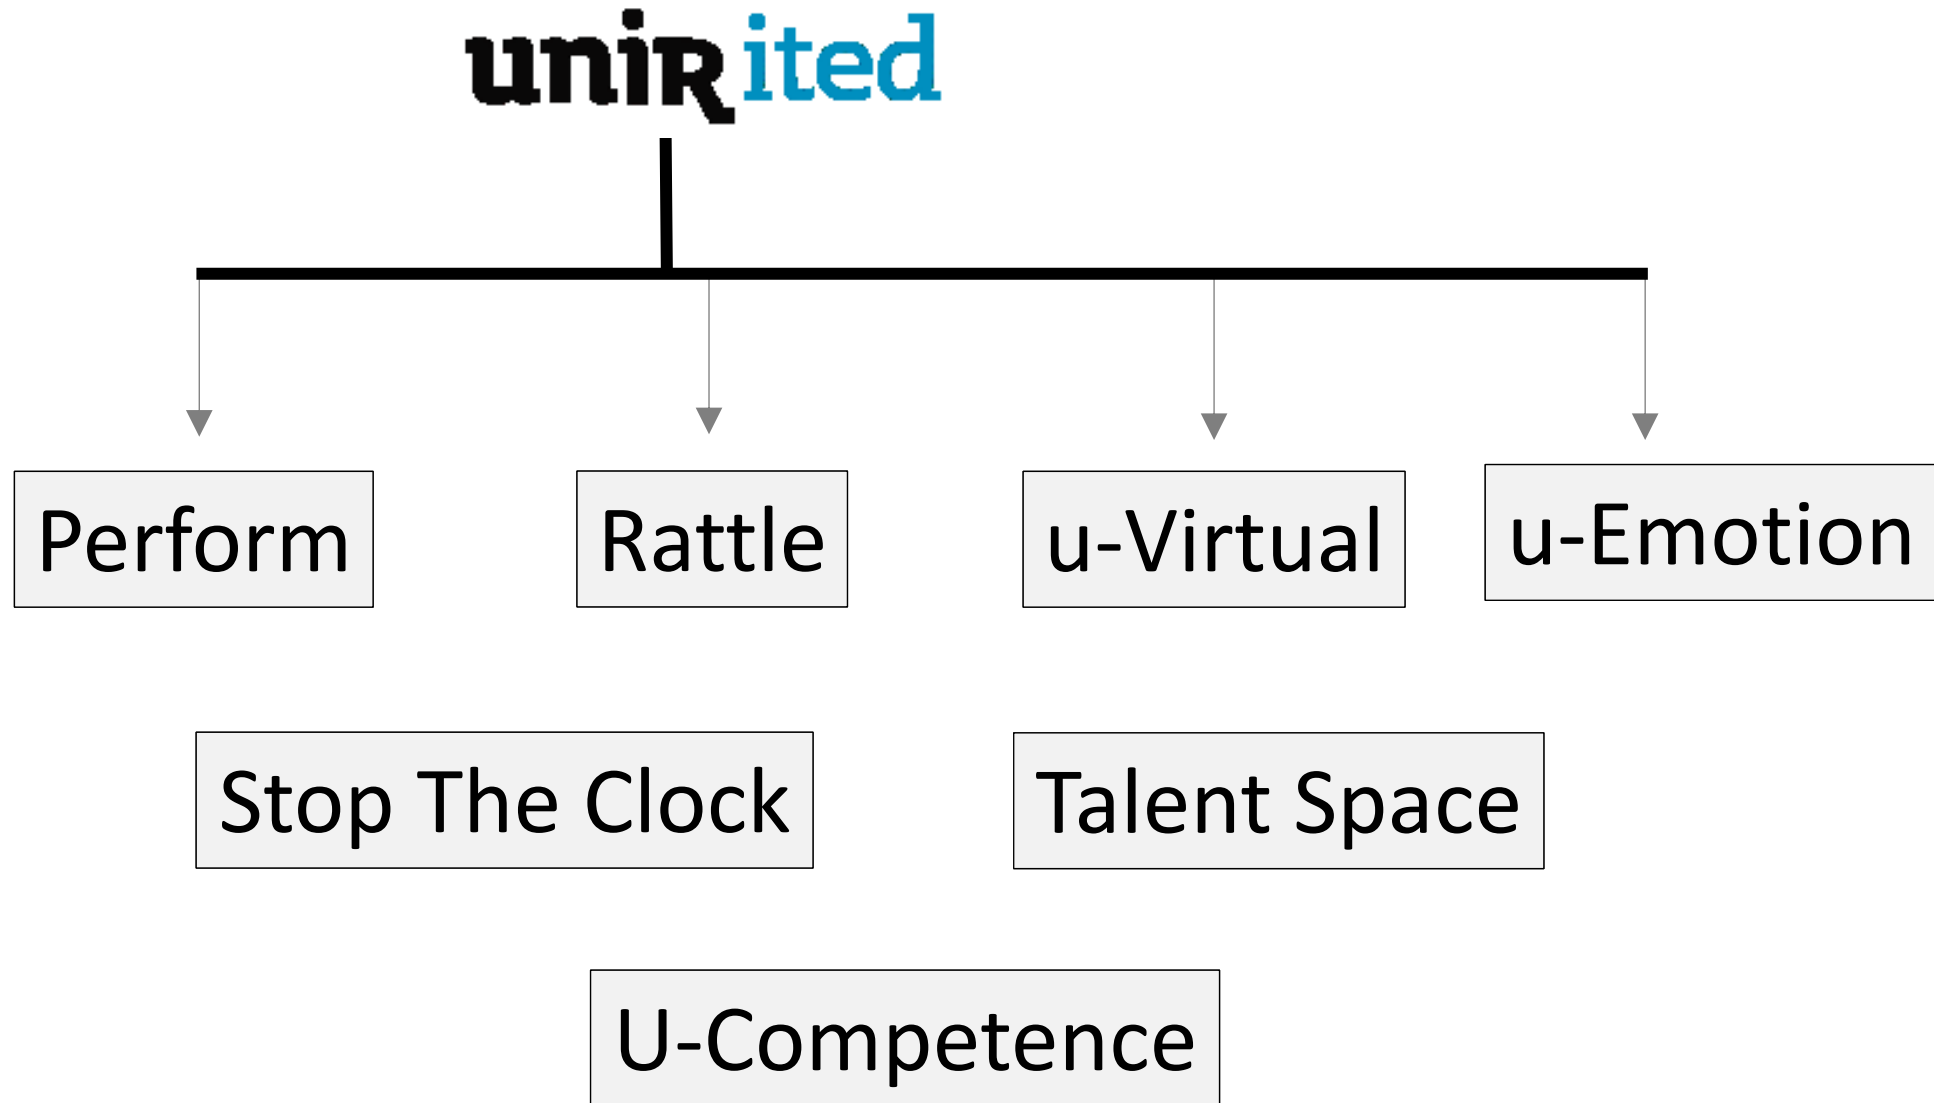 uniRited
Perform Rattle u-Virtual u-Emotion
Stop The Clock Talent Space
U-Competence